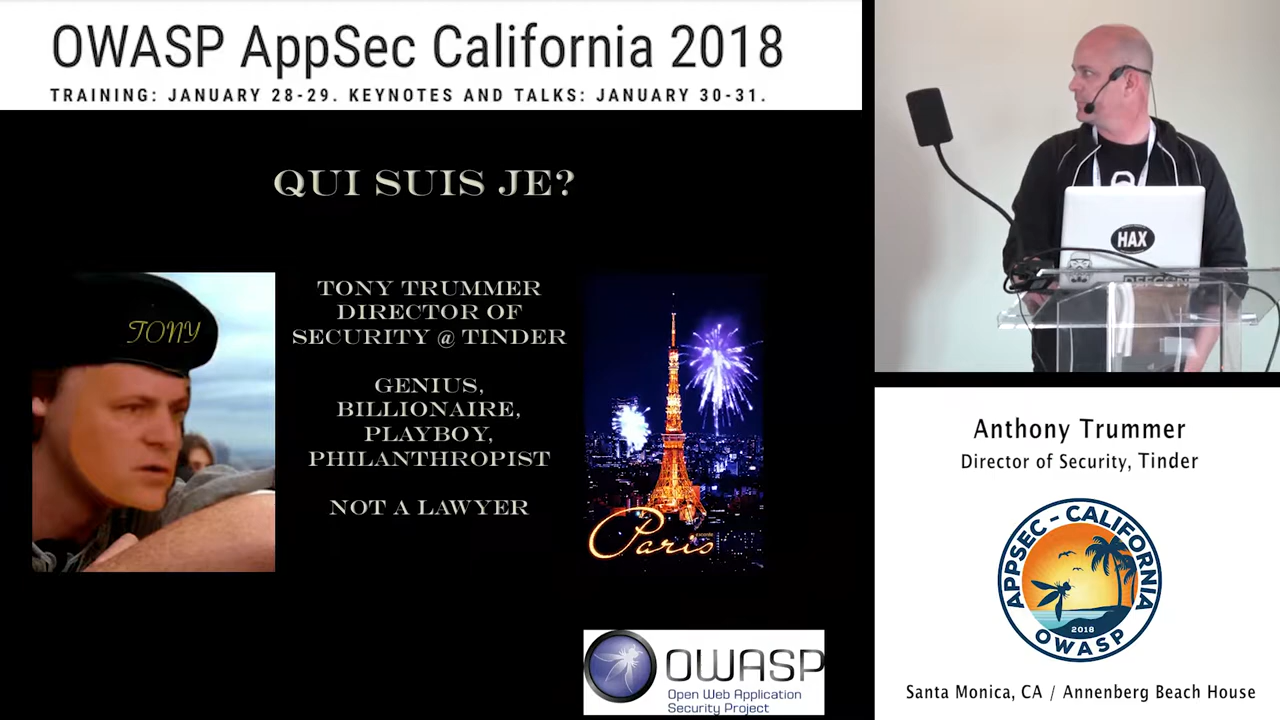 OWASP AppSec California 2018
TRAINING: JANUARY 28-29. KEYNOTES AND TALKS: JANUARY 30-31.
QUI SUIS JE?
TONY
TONY TRUMMER
DIRECTOR OF
SECURITY @ TINDER
GENIUS,
BILLIONAIRE,
PLAYBOY,
PHILANTHROPIST
NOT A LAWYER
Paris
OWASP
Open Web Application
Security Project
HAX
DEFCON
Anthony Trummer
Director of Security, Tinder
APPSEC - CALIFORNIA
2018
OWASP
Santa Monica, CA / Annenberg Beach House